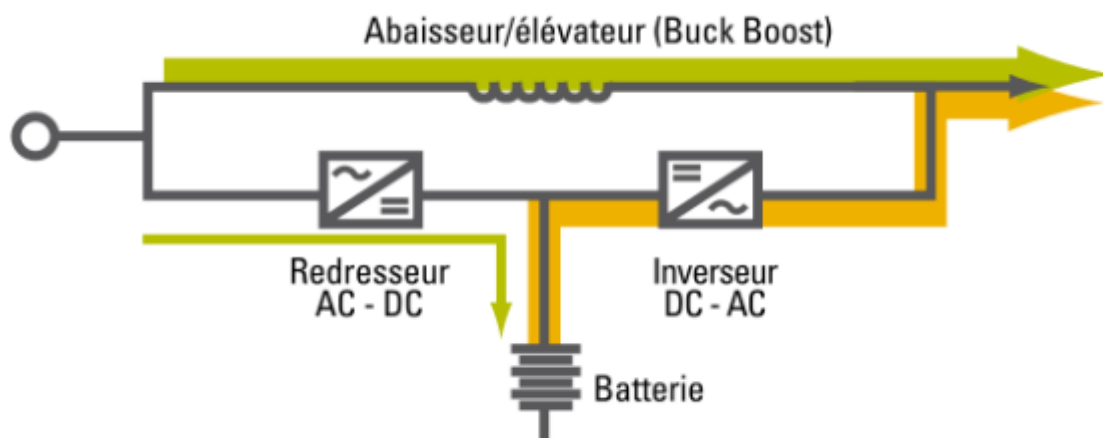 Abaisseur/élévateur (Buck Boost)
Redresseur
AC - DC
Inverseur
DC - AC
Batterie